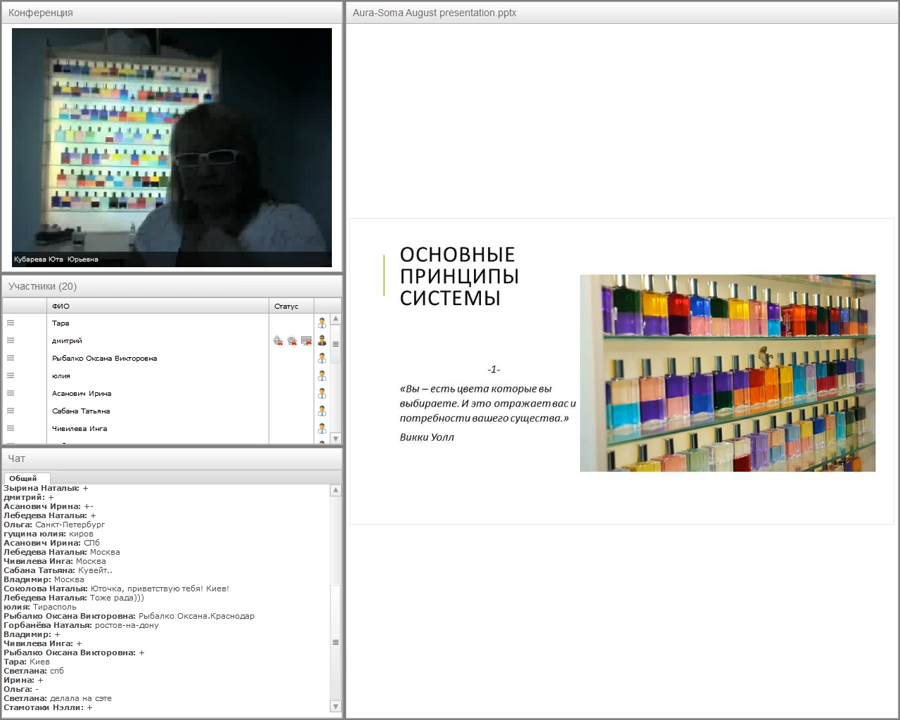 Конференция
Кубарева Юта Юрьевна
Участники (20)
ФИО Статус
Тара
дмитрий
Рыбалко Оксана Викторовна
юлия
Асанович Ирина
Сабана Татьяна
Чивилева Инга
Чат
Общий
Зырина Наталья: +
дмитрий: +
Асанович Ирина: +-
Лебедева Наталья: +
Ольга: Санкт-Петербург
гущина юлия: киров
Асанович Ирина: СПб
Лебедева Наталья: Москва
Чивилева Инга: Москва
Сабана Татьяна: Кувейт..
Владимир: Москва
Соколова Наталья: Юточка, приветствую тебя! Киев!
Лебедева Наталья: Тоже рада)))
юлия: Тирасполь
Рыбалко Оксана Викторовна: Рыбалко Оксана.Краснодар
Горбанёва Наталья: ростов-на-дону
Владимир: +
Чивилева Инга: +
Рыбалко Оксана Викторовна: +
Тара: Киев
Светлана: спб
Ирина: +
Ольга: -
Светлана: делала на сэте
Стамотаки Нэлли: +
Aura-Soma August presentation.pptx
ОСНОВНЫЕ
ПРИНЦИПЫ
СИСТЕМЫ
-1-
«Вы – есть цвета которые вы
выбираете. И это отражает вас и
потребности вашего существа.»
Викки Уолл